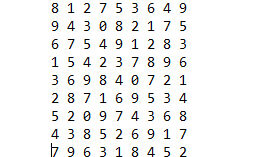 8 1 2 7 5 3 6 4 9
9 4 3 0 8 2 1 7 5
6 7 5 4 9 1 2 8 3
1 5 4 2 3 7 8 9 6
3 6 9 8 4 0 7 2 1
2 8 7 1 6 9 5 3 4
5 2 0 9 7 4 3 6 8
4 3 8 5 2 6 9 1 7
7 9 6 3 1 8 4 5 2